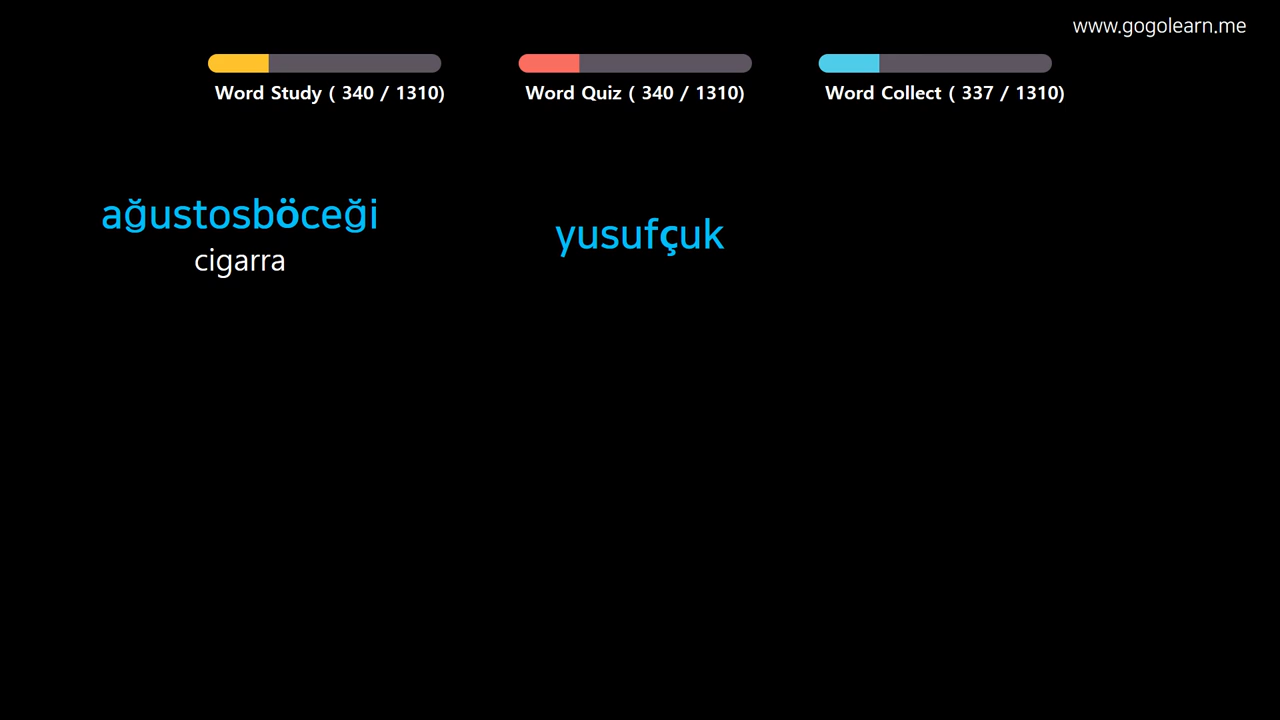 www.gogolearn.me
Word Study ( 340 / 1310)
Word Quiz ( 340 / 1310)
Word Collect ( 337 / 1310)
ağustosböceği
cigarra
yusufçuk